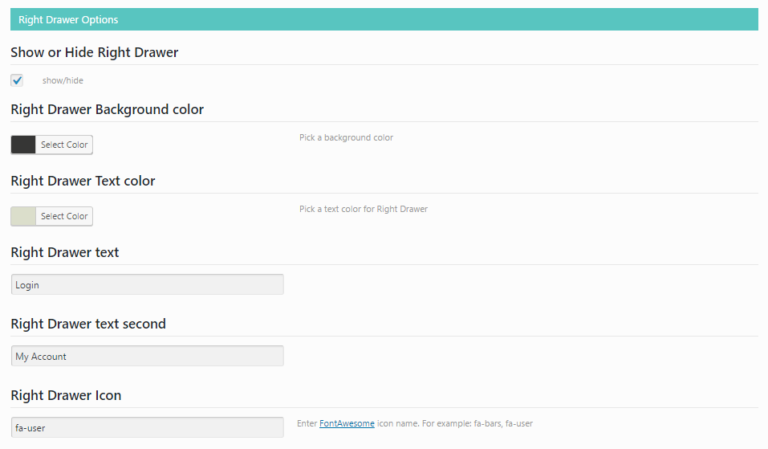 Right Drawer Options
Show or Hide Right Drawer
show/hide
Right Drawer Background color
Select Color
Pick a background color
Right Drawer Text color
Select Color
Pick a text color for Right Drawer
Right Drawer text
Login
Right Drawer text second
My Account
Right Drawer Icon
fa-user
Enter FontAwesome icon name. For example: fa-bars, fa-user